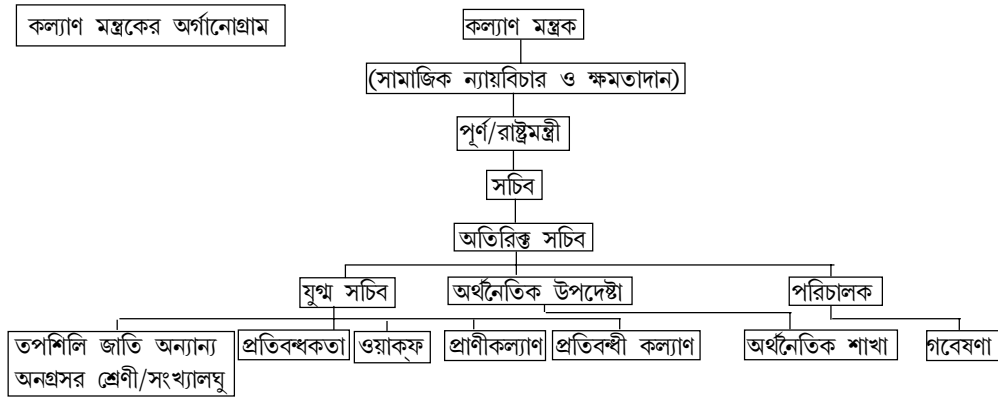 কল্যাণ মন্ত্রকের অর্গানোগ্রাম
কল্যাণ মন্ত্রক
(সামাজিক ন্যায়বিচার ও ক্ষমতাদান)
পূর্ণ/রাষ্ট্রমন্ত্রী
সচিব
অতিরিক্ত সচিব
যুগ্ম সচিব
অর্থনৈতিক উপদেষ্টা
পরিচালক
তপশিলি জাতি অন্যান্য
অনগ্রসর শ্রেণী/সংখ্যালঘু
প্রতিবন্ধকতা
ওয়াক্‌ফ
প্রাণীকল্যাণ
প্রতিবন্ধী কল্যাণ
অর্থনৈতিক শাখা
গবেষণা